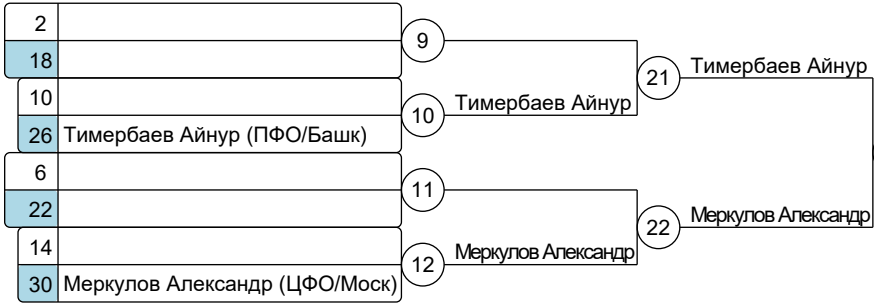 2
18
9
10
26 Тимербаев Айнур (ПФО/Башк)
10
Тимербаев Айнур
21
Тимербаев Айнур
6
22
11
14
30 Меркулов Александр (ЦФО/Моск)
12
Меркулов Александр
22
Меркулов Александр